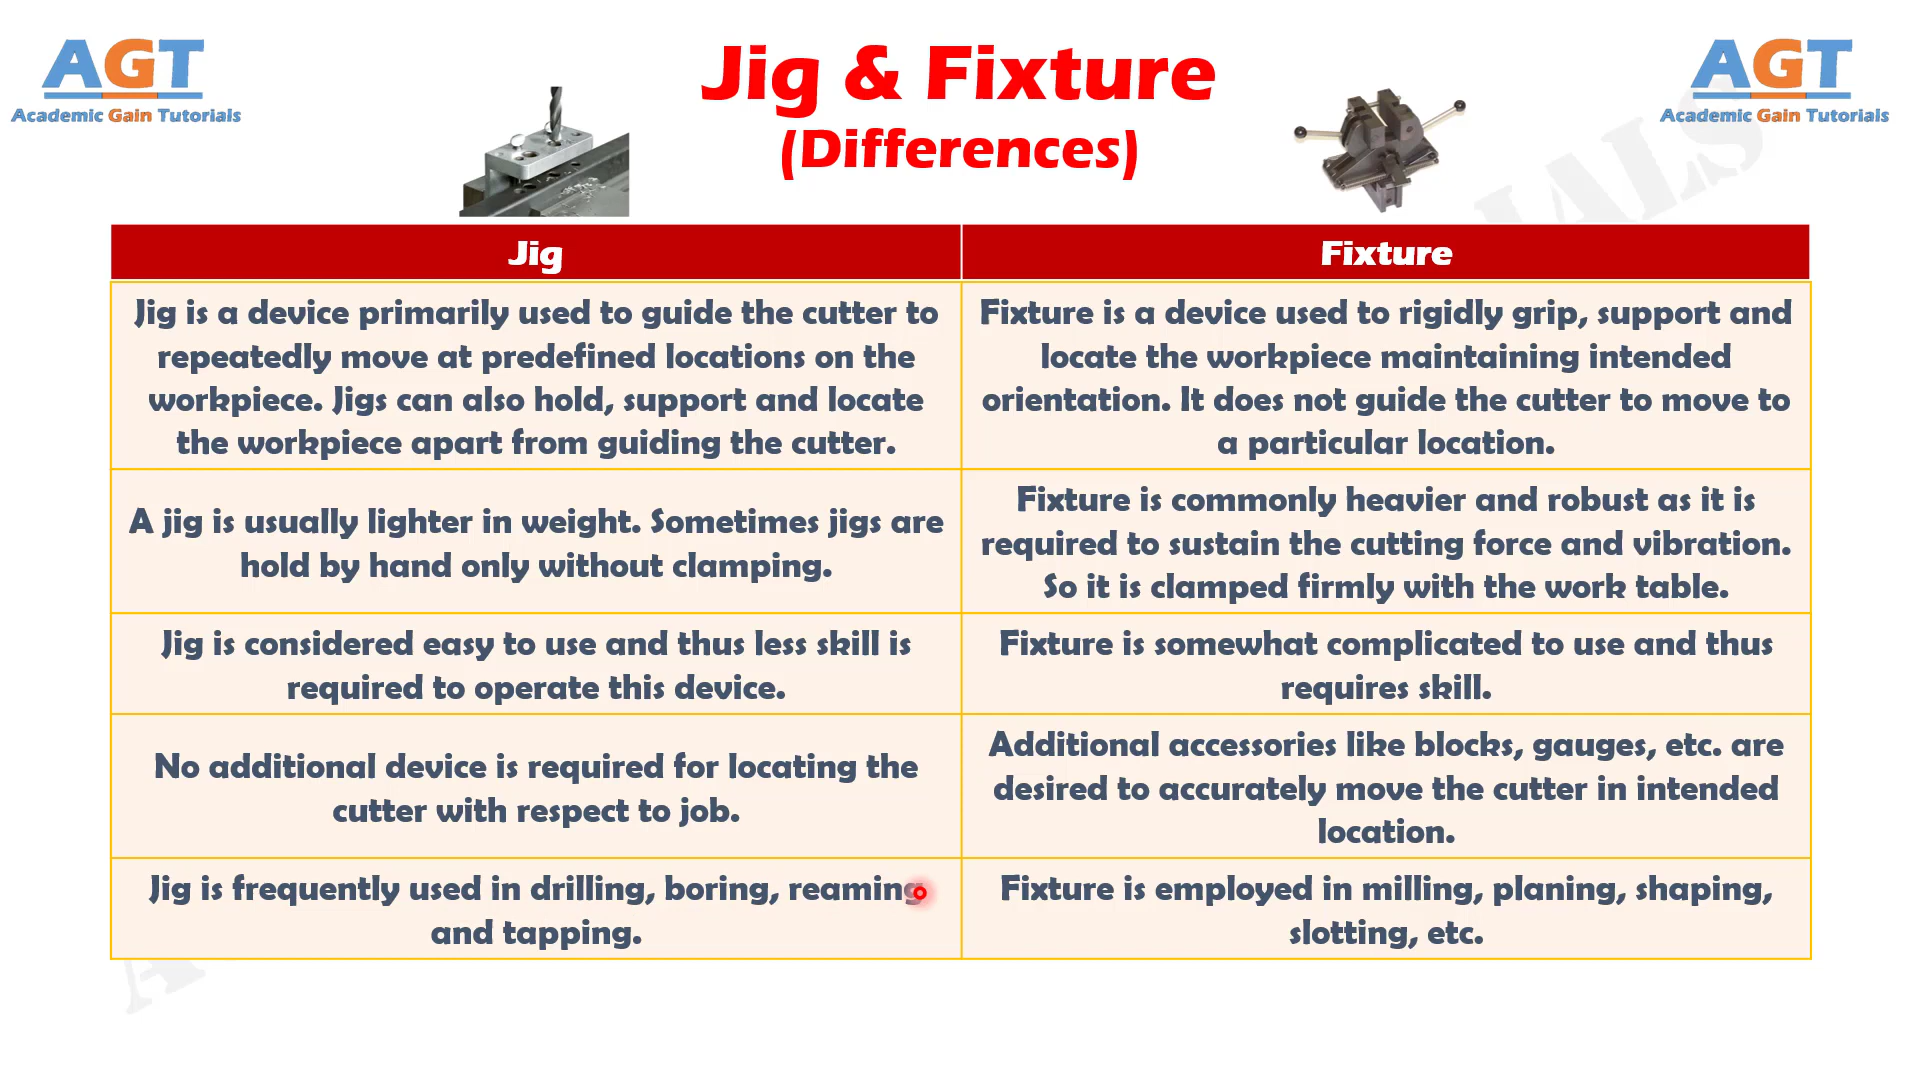 AGT
Academic Gain Tutorials
Jig & Fixture
(Differences)
AGT
Academic Gain Tutorials
Jig
Fixture
Jig is a device primarily used to guide the cutter to
repeatedly move at predefined locations on the
workpiece. Jigs can also hold, support and locate
the workpiece apart from guiding the cutter.
Fixture is a device used to rigidly grip, support and
locate the workpiece maintaining intended
orientation. It does not guide the cutter to move to
a particular location.
A jig is usually lighter in weight. Sometimes jigs are
hold by hand only without clamping.
Fixture is commonly heavier and robust as it is
required to sustain the cutting force and vibration.
So it is clamped firmly with the work table.
Jig is considered easy to use and thus less skill is
required to operate this device.
Fixture is somewhat complicated to use and thus
requires skill.
No additional device is required for locating the
cutter with respect to job.
Additional accessories like blocks, gauges, etc. are
desired to accurately move the cutter in intended
location.
Jig is frequently used in drilling, boring, reaming
and tapping.
Fixture is employed in milling, planing, shaping,
slotting, etc.